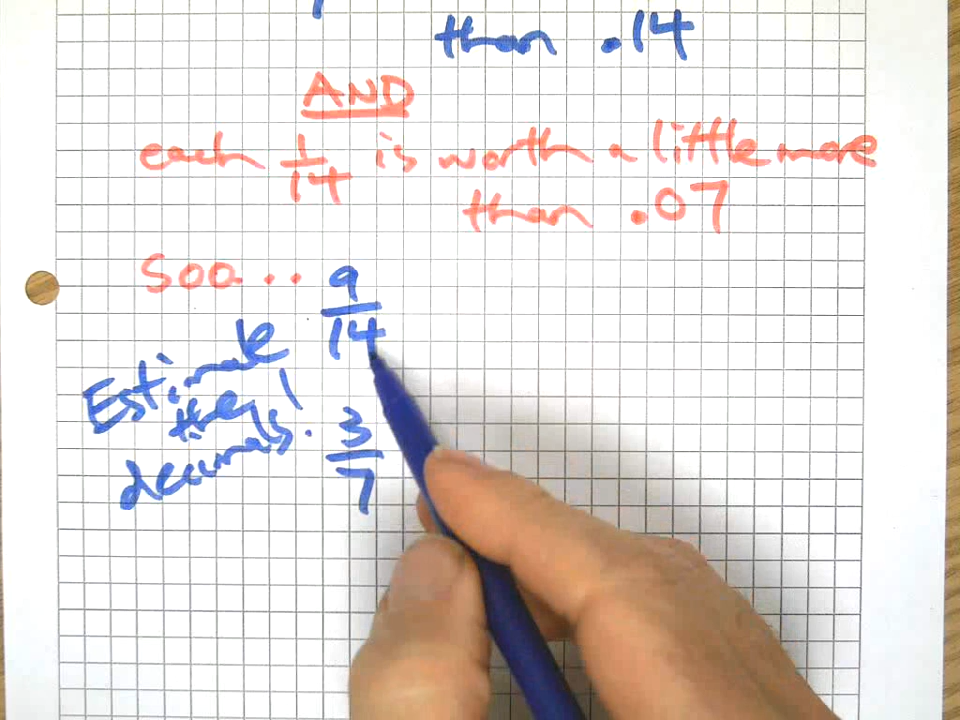 than .14
AND
each 1/14 is worth a little more
than .07
soo...
9/14
Estimate
the
decimals.
3/7